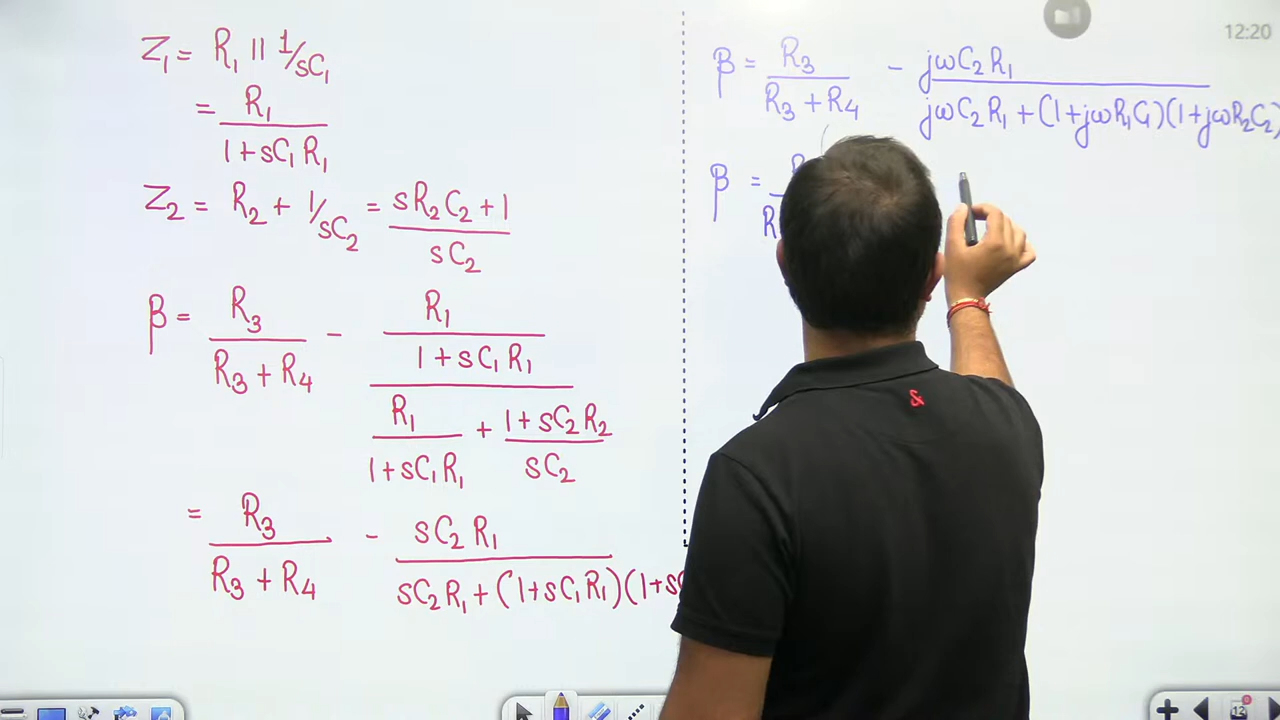 Z₁ = R₁ || 1/sC₁
= R₁ / (1 + sC₁R₁)
Z₂ = R₂ + 1/sC₂ = (sR₂C₂ + 1) / sC₂
β = R₃ / (R₃ + R₄) - (R₁ / (1 + sC₁R₁)) / (R₁ / (1 + sC₁R₁) + (1 + sC₂R₂) / sC₂)
= R₃ / (R₃ + R₄) - sC₂R₁ / (sC₂R₁ + (1 + sC₁R₁)(1 + s
12:20
β = R₃ / (R₃ + R₄) - jωC₂R₁ / (jωC₂R₁ + (1 + jωR₁C₁)(1 + jωR₂C₂)
β =
12